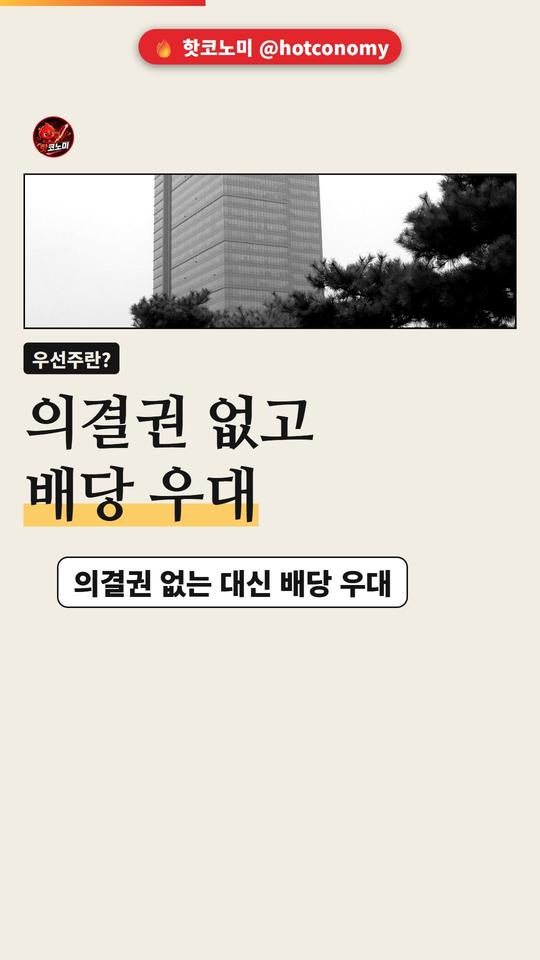 핫코노미 @hotconomy
핫코노미
우선주란?
의결권 없고
배당 우대
의결권 없는 대신 배당 우대